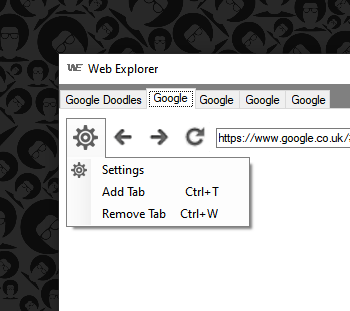 WE Web Explorer
Google Doodles Google Google Google Google
https://www.google.co.uk/
Settings
Add Tab Ctrl+T
Remove Tab Ctrl+W